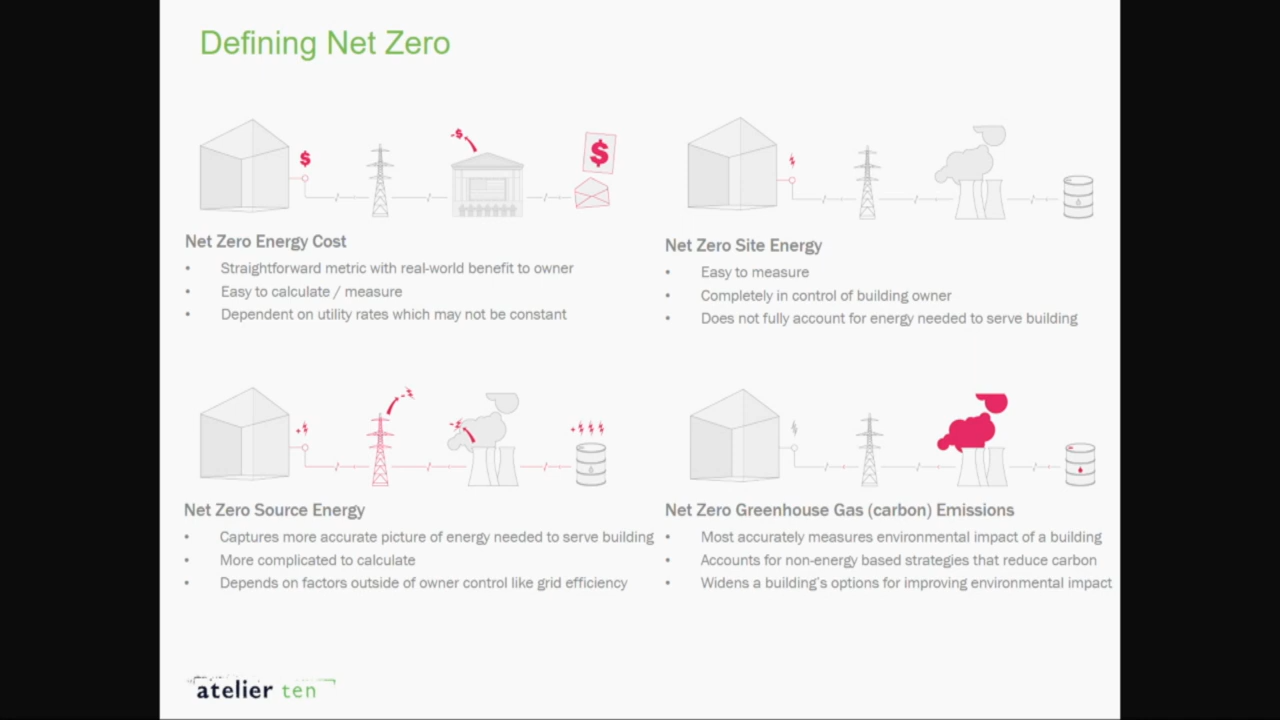 Defining Net Zero
$
-$
$
Net Zero Energy Cost
• Straightforward metric with real-world benefit to owner
• Easy to calculate / measure
• Dependent on utility rates which may not be constant
Net Zero Site Energy
• Easy to measure
• Completely in control of building owner
• Does not fully account for energy needed to serve building
Net Zero Source Energy
• Captures more accurate picture of energy needed to serve building
• More complicated to calculate
• Depends on factors outside of owner control like grid efficiency
Net Zero Greenhouse Gas (carbon) Emissions
• Most accurately measures environmental impact of a building
• Accounts for non-energy based strategies that reduce carbon
• Widens a building's options for improving environmental impact
atelier ten